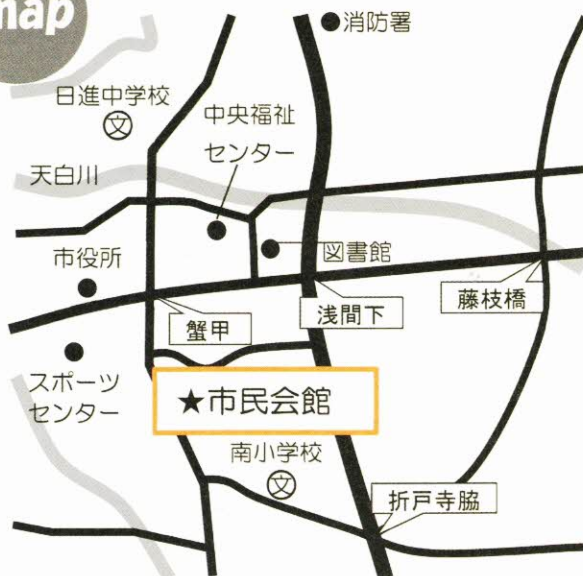 map
消防署
日進中学校
文
中央福祉
センター
天白川
図書館
市役所
藤枝橋
浅間下
蟹甲
スポーツ
センター
★市民会館
南小学校
文
折戸寺脇